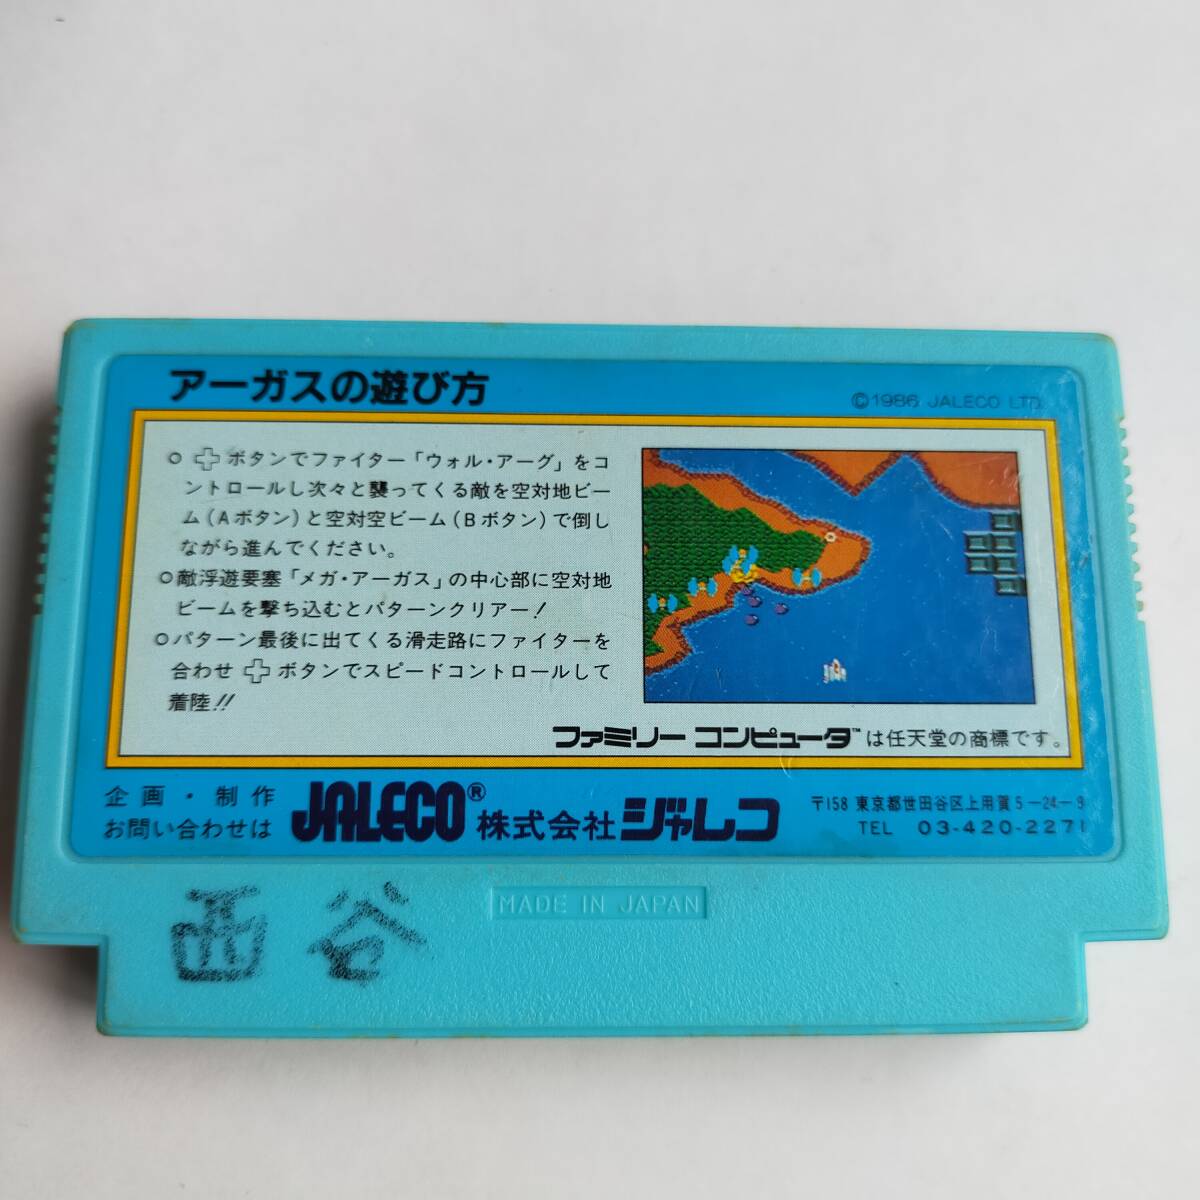 アーガスの遊び方
©1986 JALECO LTD.
○ ボタンでファイター「ウォル・アーグ」をコ
ントロールし次々と襲ってくる敵を空対地ビー
ム(Aボタン)と空対空ビーム(Bボタン)で倒し
ながら進んでください。
○敵浮遊要塞「メガ・アーガス」の中心部に空対地
ビームを撃ち込むとパターンクリアー!
○パターン最後に出てくる滑走路にファイターを
合わせ ボタンでスピードコントロールして
着陸!!
ファミリー コンピュータ™は任天堂の商標です。
企画・制作
お問い合わせは
JALECO® 株式会社ジャレコ
〒158 東京都世田谷区上用賀5-24-9
TEL 03-420-2271
MADE IN JAPAN
西谷